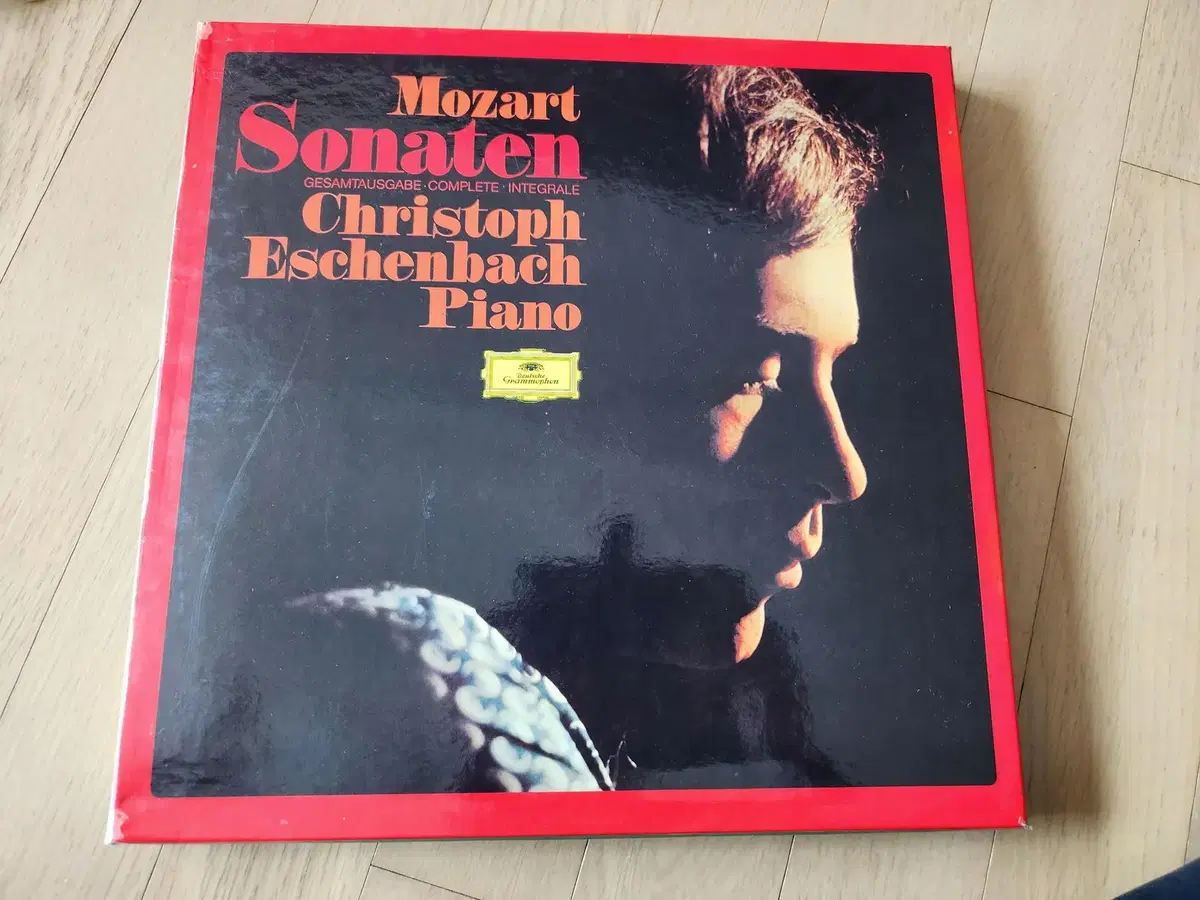 Mozart
Sonaten
GESAMTAUSGABE · COMPLETE · INTEGRALE
Christoph
Eschenbach
Piano
Deutsche
Grammophon